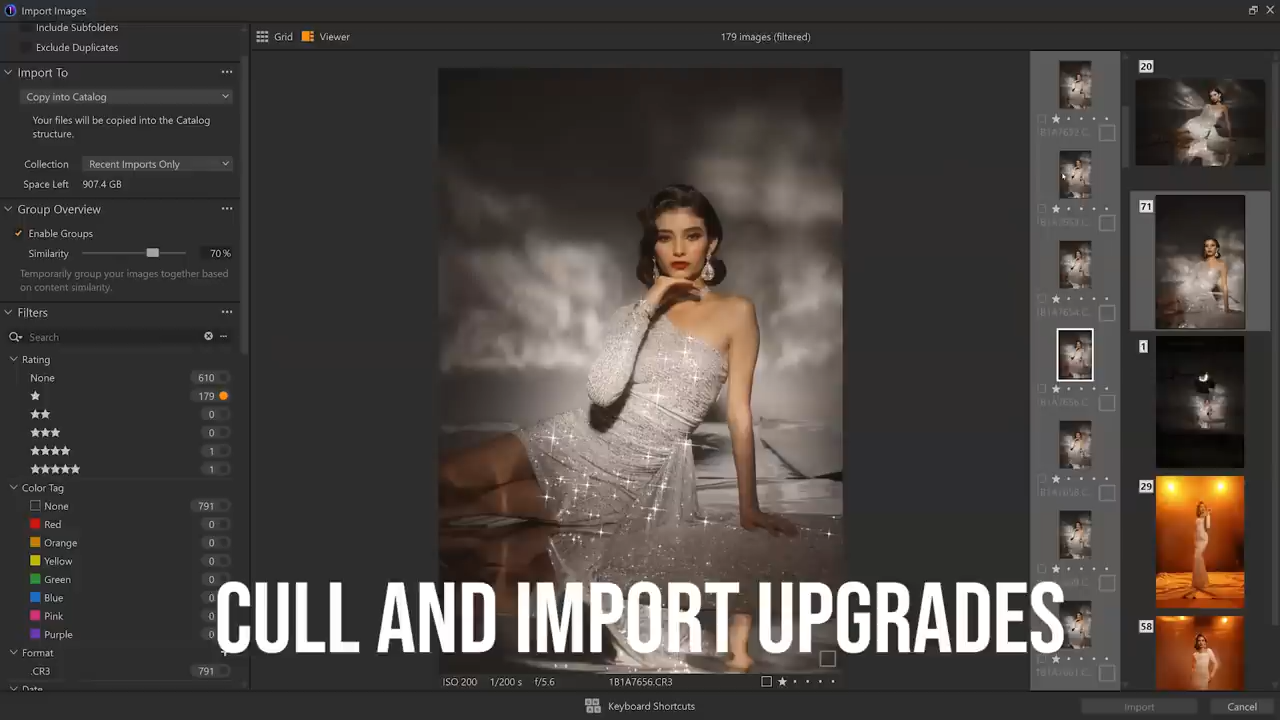 Import Images
Include Subfolders
Exclude Duplicates
Import To
Copy into Catalog
Your files will be copied into the Catalog
structure.
Collection Recent Imports Only
Space Left 907.4 GB
Group Overview
Enable Groups
Similarity 70%
Temporarily group your images together based
on content similarity.
Filters
Search
Rating
None 610
179
0
0
1
1
Color Tag
None 791
Red 0
Orange 0
Yellow 0
Green 0
Blue 0
Pink 0
Purple 0
Format
.CR3 791
Date
Grid Viewer
179 images (filtered)
20
71
1
29
58
CULL AND IMPORT UPGRADES
ISO 200 1/200 s f/5.6 1B1A7656.CR3
Keyboard Shortcuts
Import Cancel